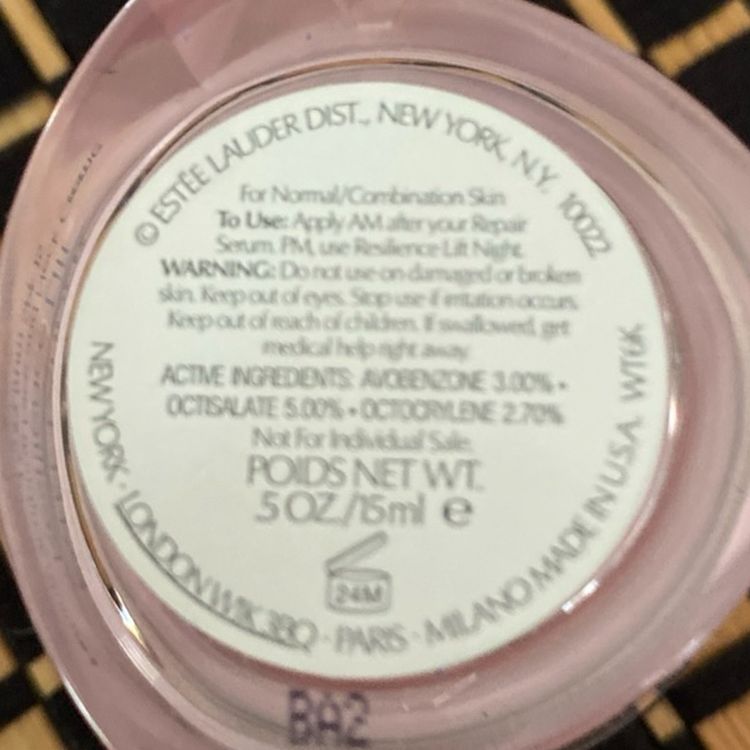 © ESTĒE LAUDER DIST., NEW YORK, N.Y. 10022
For Normal/Combination Skin
To Use: Apply AM after your Repair
Serum. PM, use Resilience Lift Night.
WARNING: Do not use on damaged or broken
skin. Keep out of eyes. Stop use if irritation occurs.
Keep out of reach of children. If swallowed, get
medical help right away.
ACTIVE INGREDIENTS: AVOBENZONE 3.00% •
OCTISALATE 5.00% • OCTOCRYLENE 2.70%
Not For Individual Sale.
POIDS NET WT.
.5 OZ./15ml e
24M
NEW YORK · LONDON W1K 3BQ · PARIS · MILANO MADE IN U.S.A. WT6K
BA2